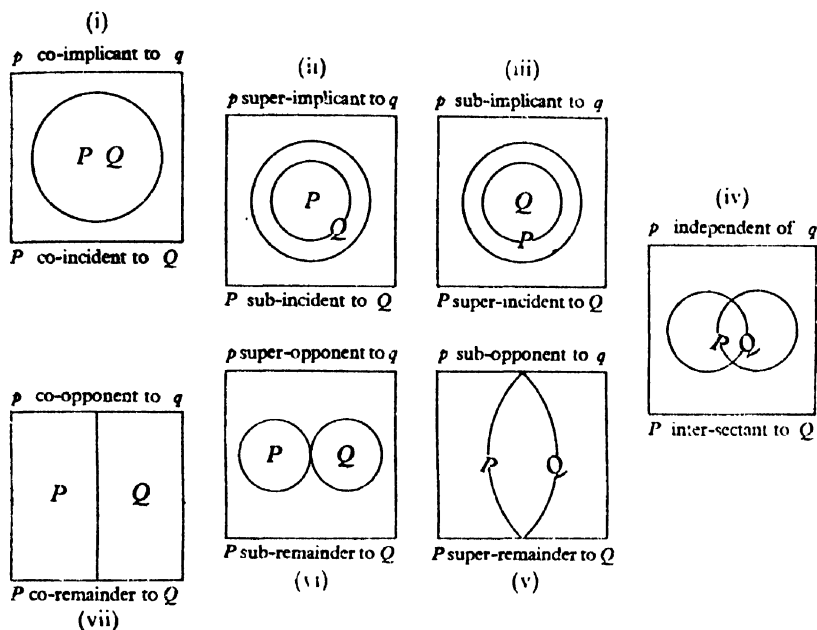 (i)
p co-implicant to q
P Q
P co-incident to Q
(ii)
p super-implicant to q
P
Q
P sub-incident to Q
(iii)
p sub-implicant to q
Q
P
P super-incident to Q
(iv)
p independent of q
P Q
P inter-sectant to Q
p co-opponent to q
P Q
P co-remainder to Q
(vii)
p super-opponent to q
P Q
P sub-remainder to Q
(vi)
p sub-opponent to q
P Q
P super-remainder to Q
(v)